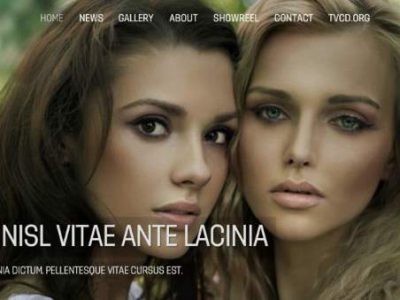 HOME NEWS GALLERY ABOUT SHOWREEL CONTACT TVCD.ORG
NISL VITAE ANTE LACINIA
NIA DICTUM. PELLENTESQUE VITAE CURSUS EST.